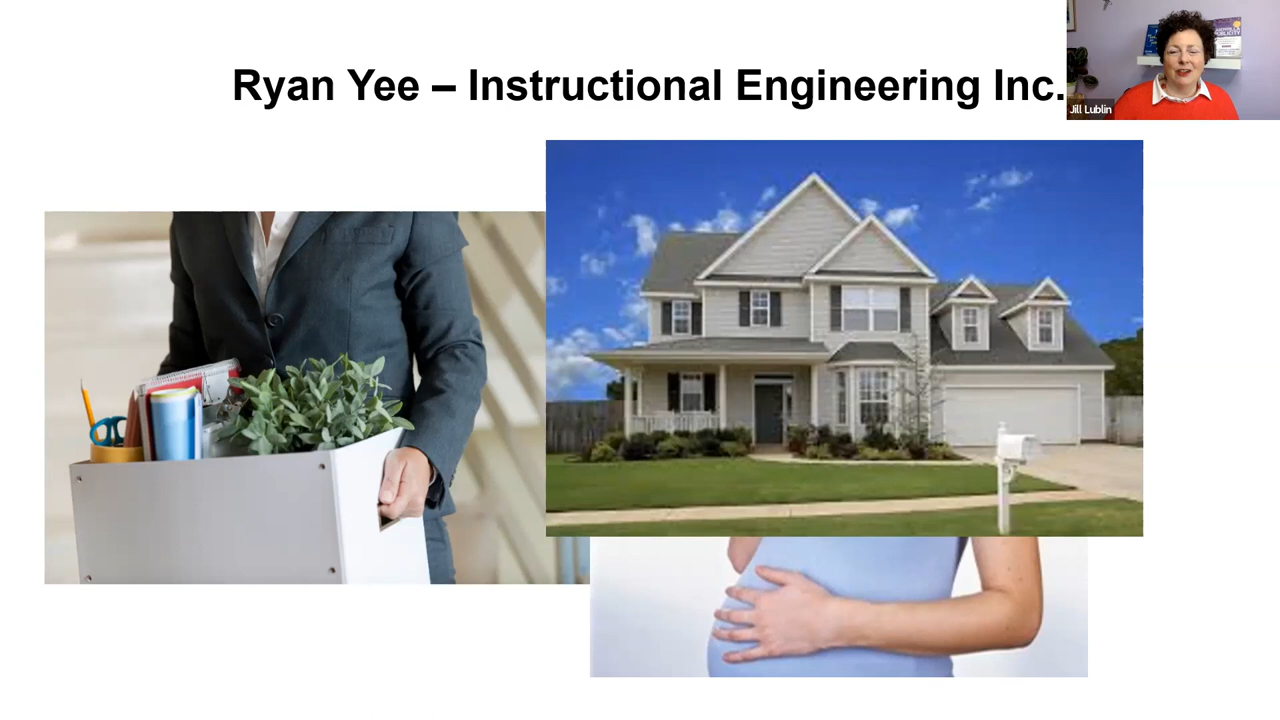 Ryan Yee – Instructional Engineering Inc.
Jill Lublin